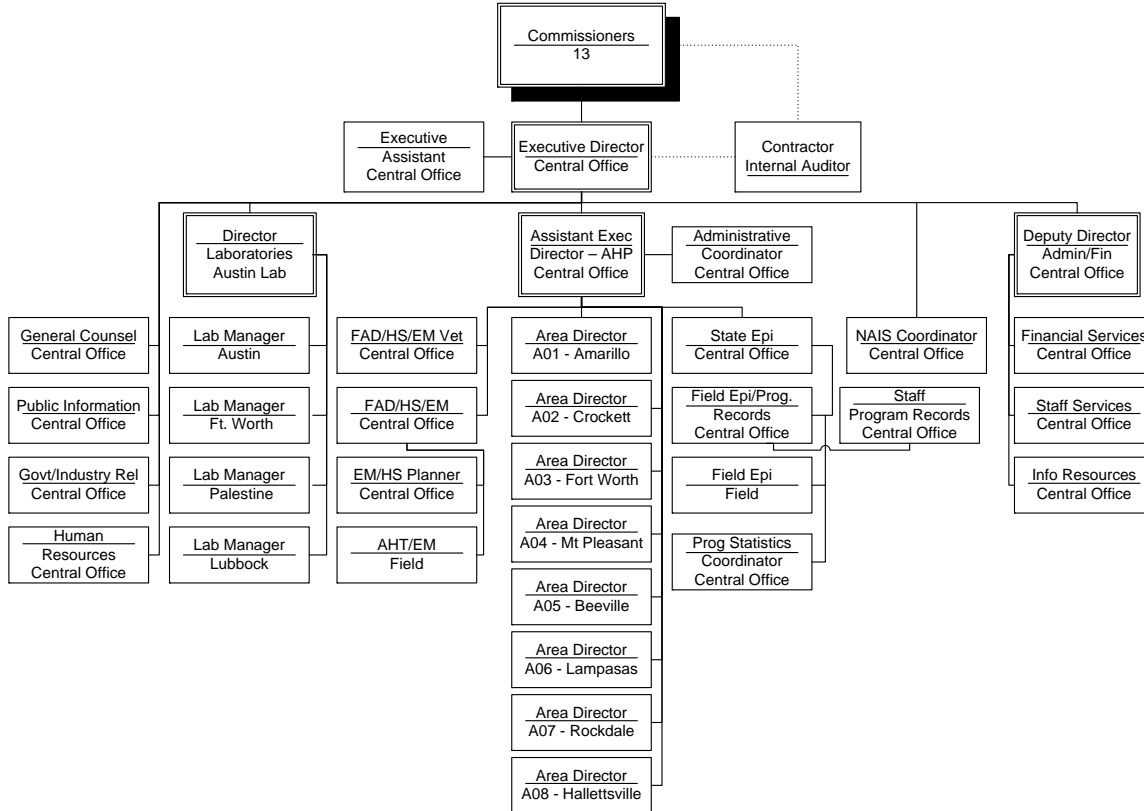 Commissioners
13
Executive
Assistant
Central Office
Executive Director
Central Office
Contractor
Internal Auditor
Director
Laboratories
Austin Lab
Assistant Exec
Director – AHP
Central Office
Administrative
Coordinator
Central Office
Deputy Director
Admin/Fin
Central Office
General Counsel
Central Office
Lab Manager
Austin
FAD/HS/EM Vet
Central Office
Area Director
A01 - Amarillo
State Epi
Central Office
NAIS Coordinator
Central Office
Financial Services
Central Office
Public Information
Central Office
Lab Manager
Ft. Worth
FAD/HS/EM
Central Office
Area Director
A02 - Crockett
Field Epi/Prog.
Records
Central Office
Staff
Program Records
Central Office
Staff Services
Central Office
Govt/Industry Rel
Central Office
Lab Manager
Palestine
EM/HS Planner
Central Office
Area Director
A03 - Fort Worth
Field Epi
Field
Info Resources
Central Office
Human
Resources
Central Office
Lab Manager
Lubbock
AHT/EM
Field
Area Director
A04 - Mt Pleasant
Prog Statistics
Coordinator
Central Office
Area Director
A05 - Beeville
Area Director
A06 - Lampasas
Area Director
A07 - Rockdale
Area Director
A08 - Hallettsville